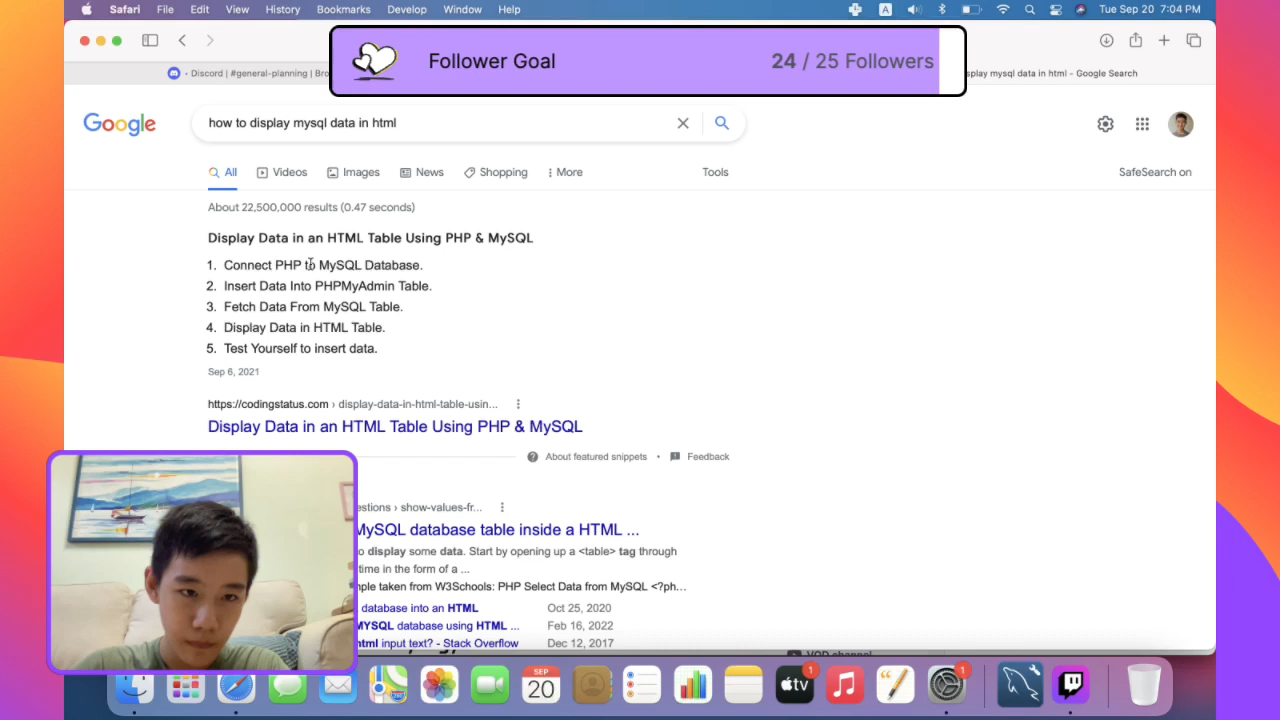 Safari File Edit View History Bookmarks Develop Window Help
A
Tue Sep 20 7:04 PM
Follower Goal
24 / 25 Followers
Discord | #general-planning | Bro
splay mysql data in html - Google Search
Google
how to display mysql data in html
All Videos Images News Shopping More Tools
SafeSearch on
About 22,500,000 results (0.47 seconds)
Display Data in an HTML Table Using PHP & MySQL
1. Connect PHP to MySQL Database.
2. Insert Data Into PHPMyAdmin Table.
3. Fetch Data From MySQL Table.
4. Display Data in HTML Table.
5. Test Yourself to insert data.
Sep 6, 2021
https://codingstatus.com › display-data-in-html-table-usin...
Display Data in an HTML Table Using PHP & MySQL
About featured snippets • Feedback
estions › show-values-fr...
MySQL database table inside a HTML ...
o display some data. Start by opening up a <table> tag through
time in the form of a ...
mple taken from W3Schools: PHP Select Data from MySQL <?ph...
database into an HTML Oct 25, 2020
MYSQL database using HTML ... Feb 16, 2022
html input text? - Stack Overflow Dec 12, 2017
SEP
20
tv
1
1